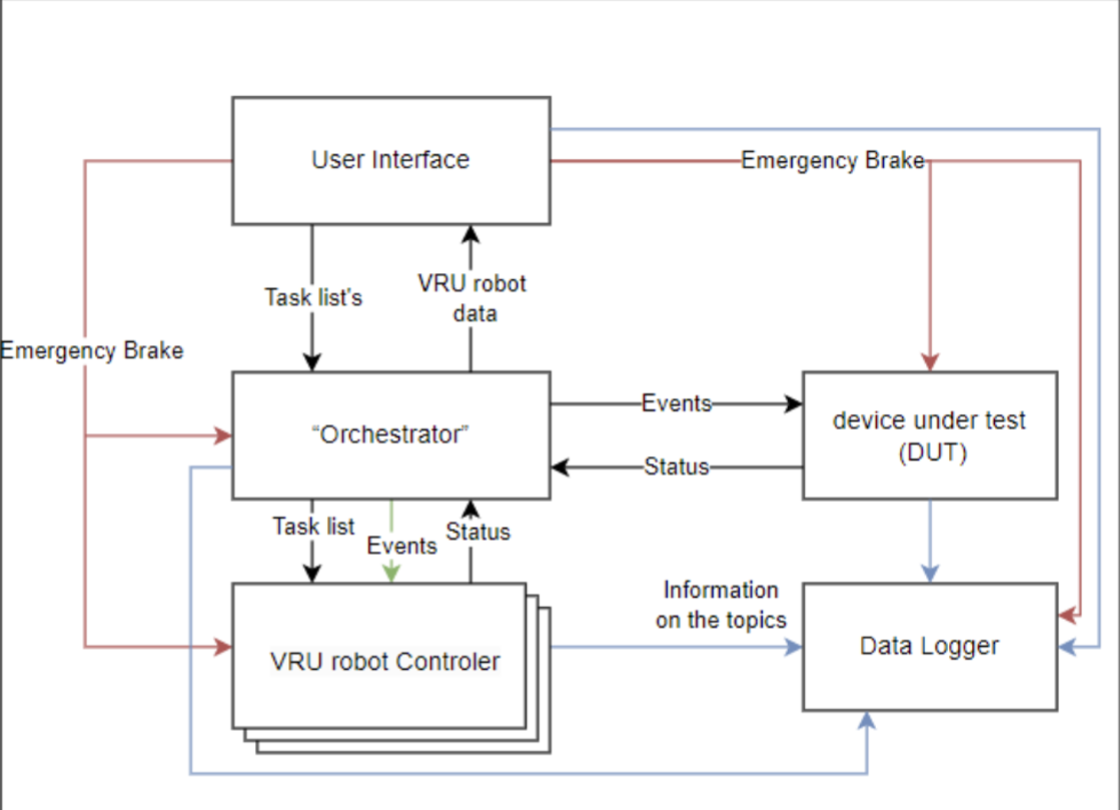 User Interface
Emergency Brake
Task list's
VRU robot
data
Emergency Brake
"Orchestrator"
Events
Status
device under test
(DUT)
Task list
Events
Status
Information
on the topics
VRU robot Controler
Data Logger